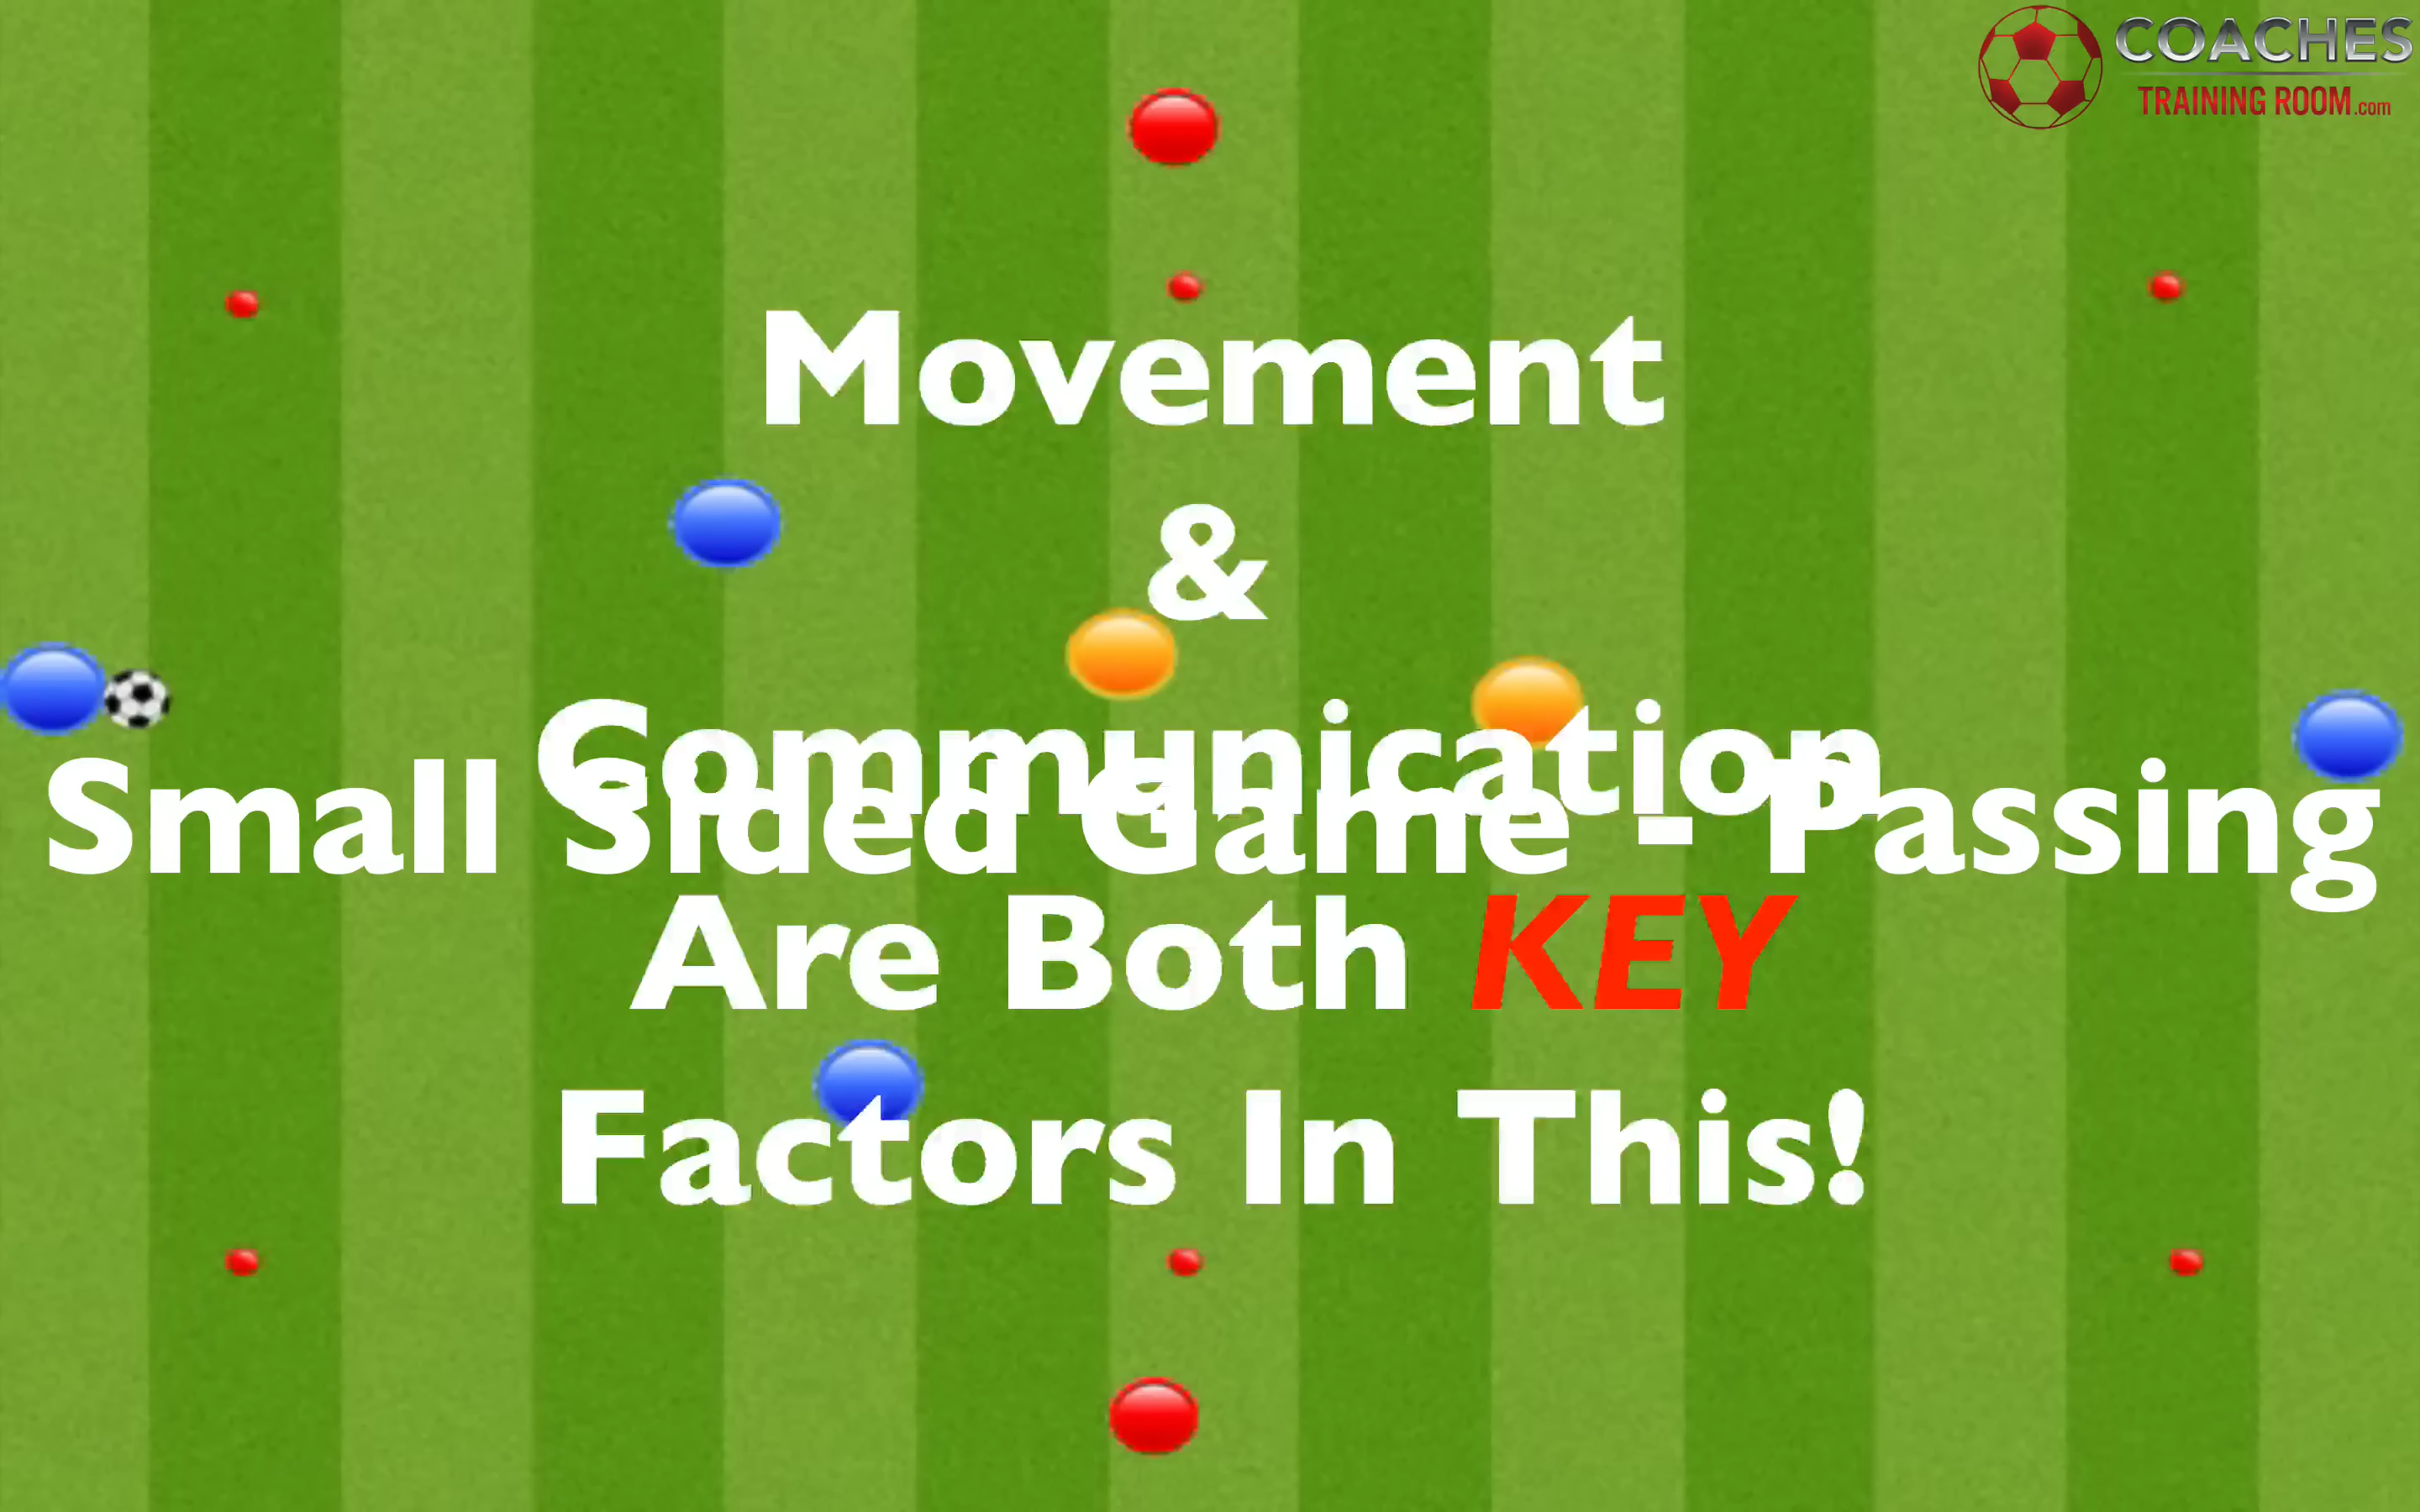 COACHES
TRAINING ROOM.com
Movement
&
Communication
Small Sided Game - Passing
Are Both KEY
Factors In This!